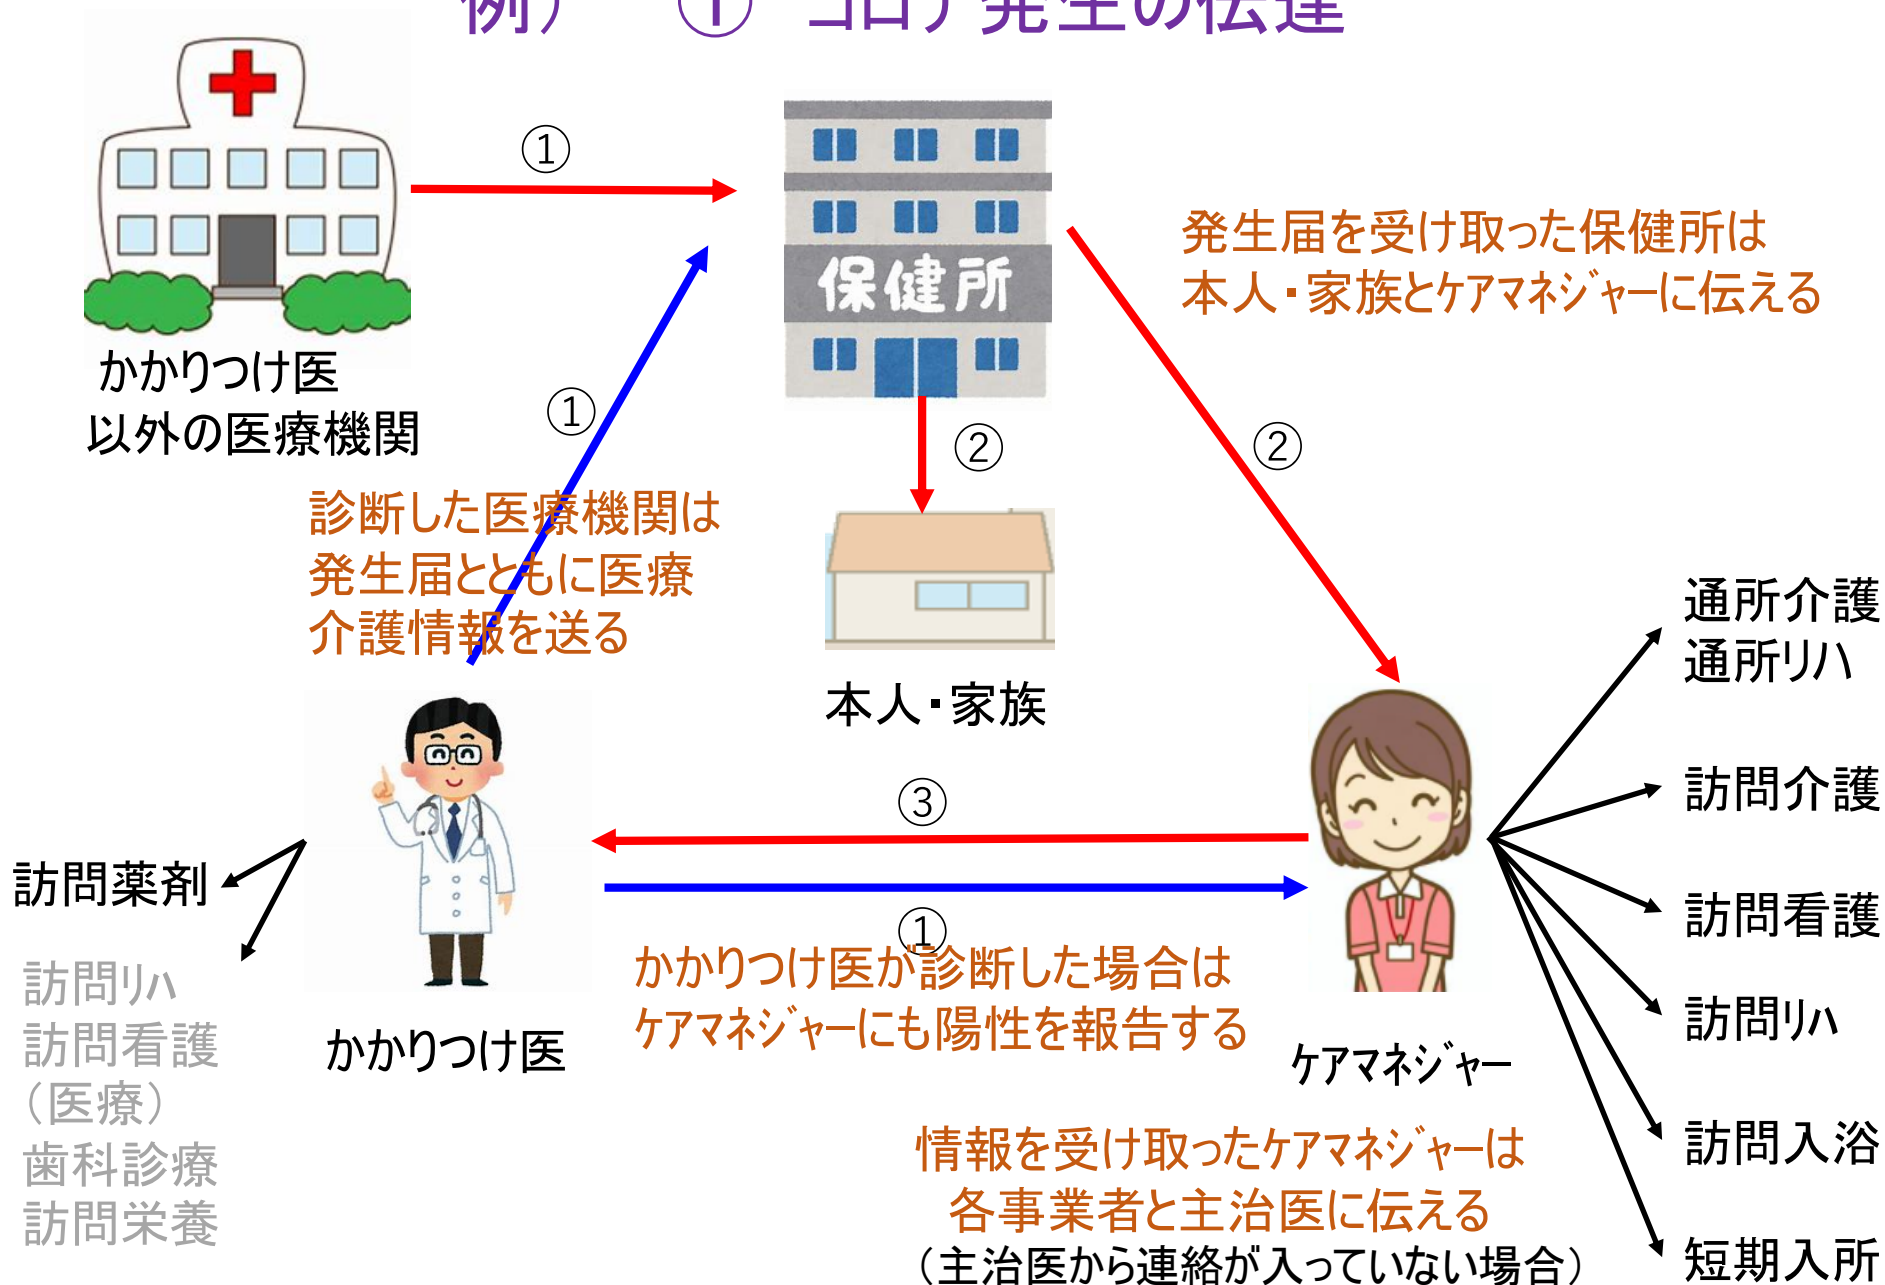 例） ① コロナ発生の伝達
①
保健所
発生届を受け取った保健所は
本人・家族とｹｱﾏﾈｼﾞｬｰに伝える
かかりつけ医
以外の医療機関
①
②
②
診断した医療機関は
発生届とともに医療
介護情報を送る
本人・家族
通所介護
通所リハ
訪問介護
訪問看護
訪問リハ
訪問入浴
短期入所
③
①
訪問薬剤
訪問リハ
訪問看護
（医療）
歯科診療
訪問栄養
かかりつけ医
かかりつけ医が診断した場合は
ｹｱﾏﾈｼﾞｬｰにも陽性を報告する
ｹｱﾏﾈｼﾞｬｰ
情報を受け取ったｹｱﾏﾈｼﾞｬｰは
各事業者と主治医に伝える
（主治医から連絡が入っていない場合）